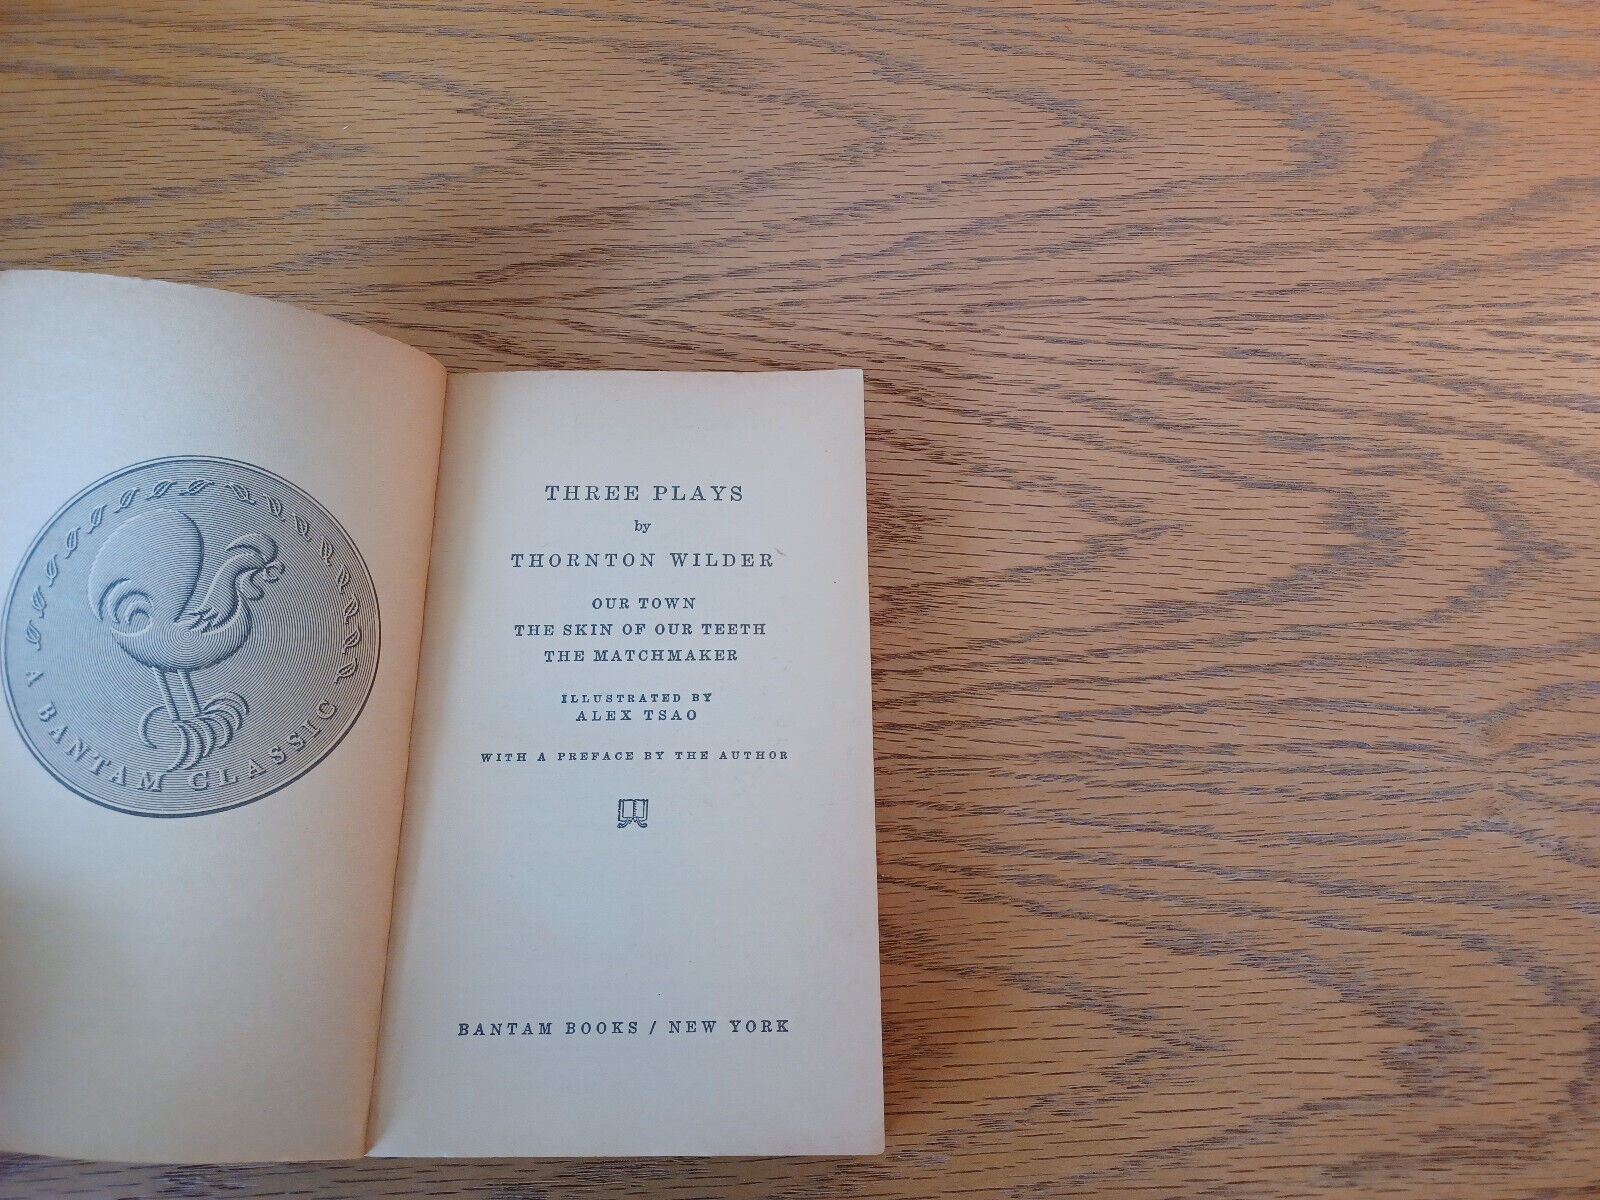 A BANTAM CLASSIC
THREE PLAYS
by
THORNTON WILDER
OUR TOWN
THE SKIN OF OUR TEETH
THE MATCHMAKER
ILLUSTRATED BY
ALEX TSAO
WITH A PREFACE BY THE AUTHOR
BANTAM BOOKS / NEW YORK